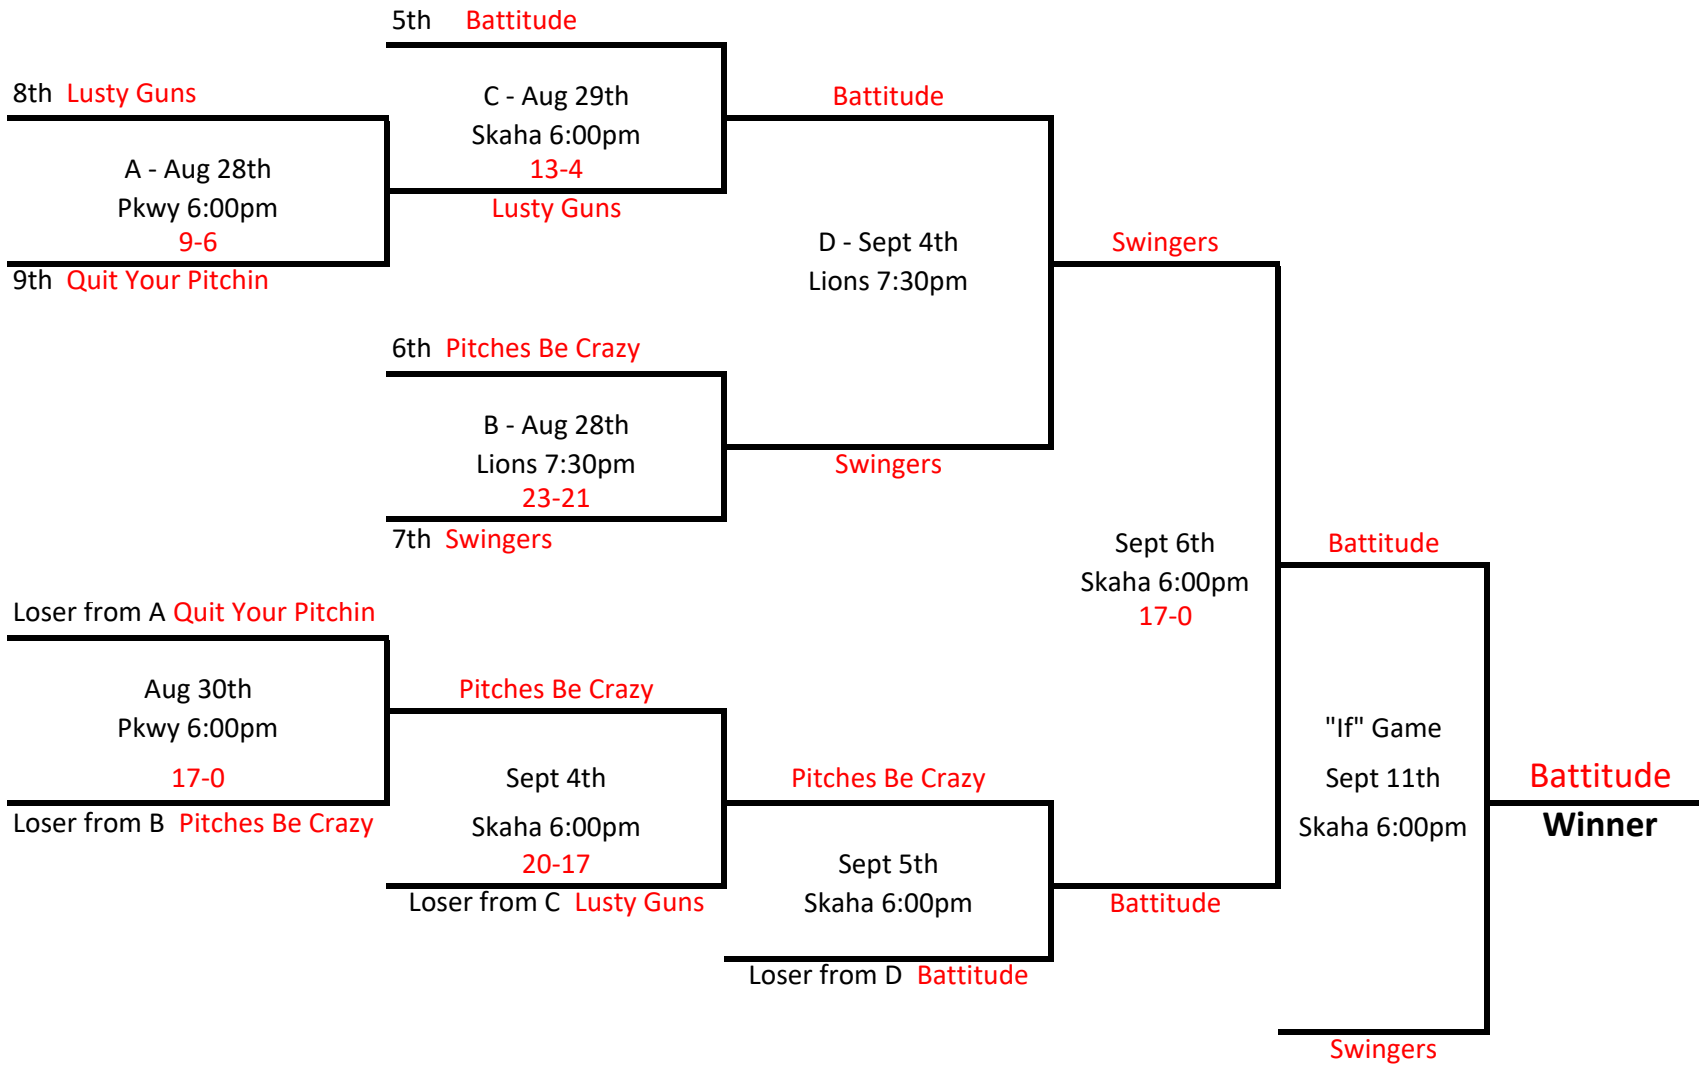 5th Battitude
8th Lusty Guns
C - Aug 29th
Skaha 6:00pm
13-4
Battitude
A - Aug 28th
Pkwy 6:00pm
9-6
Lusty Guns
9th Quit Your Pitchin
D - Sept 4th
Lions 7:30pm
Swingers
6th Pitches Be Crazy
B - Aug 28th
Lions 7:30pm
23-21
Swingers
7th Swingers
Sept 6th
Skaha 6:00pm
17-0
Battitude
Loser from A Quit Your Pitchin
Aug 30th
Pkwy 6:00pm
17-0
Pitches Be Crazy
Loser from B Pitches Be Crazy
Sept 4th
Skaha 6:00pm
20-17
Pitches Be Crazy
Loser from C Lusty Guns
Sept 5th
Skaha 6:00pm
Battitude
Loser from D Battitude
"If" Game
Sept 11th
Skaha 6:00pm
Battitude
Winner
Swingers